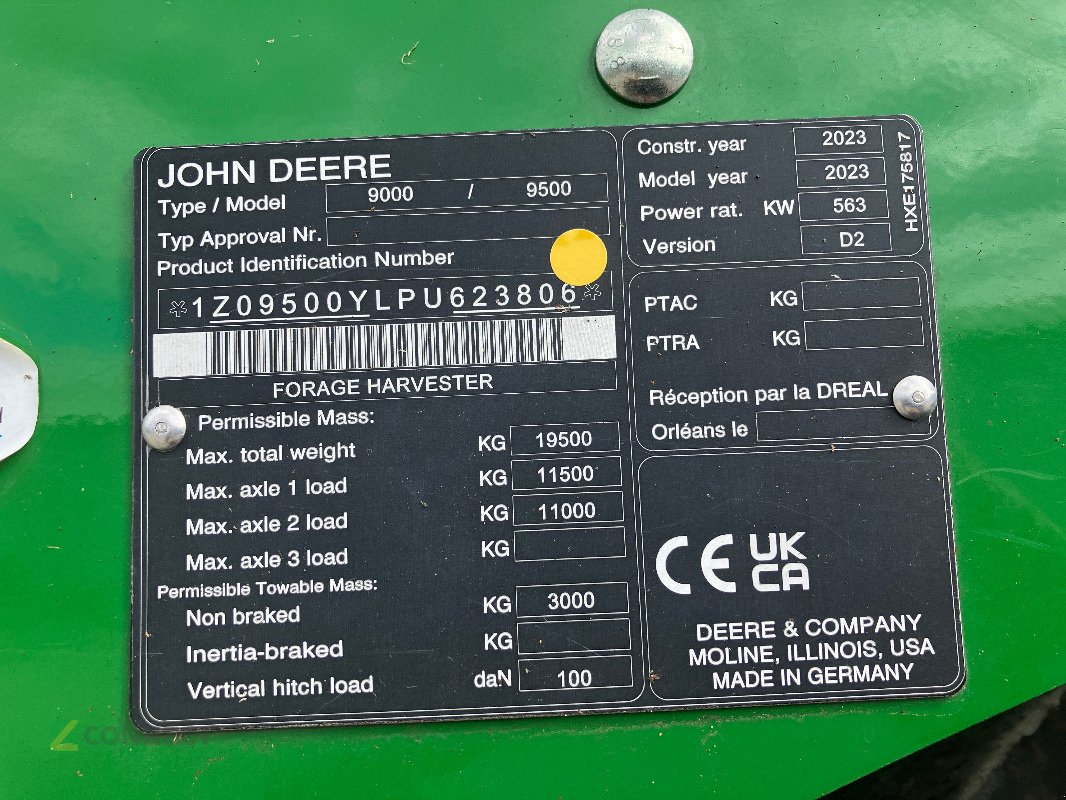 JOHN DEERE
Type / Model 9000 / 9500
Typ Approval Nr.
Product Identification Number
*1Z09500YLPU623806*
FORAGE HARVESTER
Permissible Mass:
Max. total weight KG 19500
Max. axle 1 load KG 11500
Max. axle 2 load KG 11000
Max. axle 3 load KG
Permissible Towable Mass:
Non braked KG 3000
Inertia-braked KG
Vertical hitch load daN 100
Constr. year 2023
Model year 2023
Power rat. KW 563
Version D2
HXE175817
PTAC KG
PTRA KG
Réception par la DREAL
Orléans le
CE UK
CA
DEERE & COMPANY
MOLINE, ILLINOIS, USA
MADE IN GERMANY